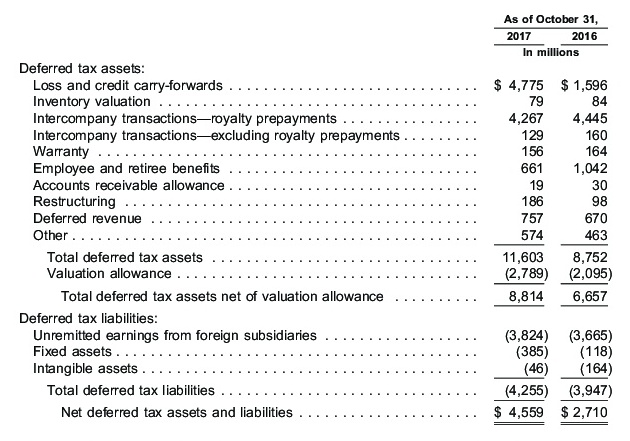 As of October 31,
2017 2016
In millions
Deferred tax assets:
Loss and credit carry-forwards . . . . . . . . . . . . . . . . . . . . . . . . . . . . . . $ 4,775 $ 1,596
Inventory valuation . . . . . . . . . . . . . . . . . . . . . . . . . . . . . . . . . . . . . . 79 84
Intercompany transactions—royalty prepayments . . . . . . . . . . . . . . . . 4,267 4,445
Intercompany transactions—excluding royalty prepayments . . . . . . . . . 129 160
Warranty . . . . . . . . . . . . . . . . . . . . . . . . . . . . . . . . . . . . . . . . . . . . . 156 164
Employee and retiree benefits . . . . . . . . . . . . . . . . . . . . . . . . . . . . . . 661 1,042
Accounts receivable allowance . . . . . . . . . . . . . . . . . . . . . . . . . . . . . . 19 30
Restructuring . . . . . . . . . . . . . . . . . . . . . . . . . . . . . . . . . . . . . . . . . . 186 98
Deferred revenue . . . . . . . . . . . . . . . . . . . . . . . . . . . . . . . . . . . . . . . 757 670
Other . . . . . . . . . . . . . . . . . . . . . . . . . . . . . . . . . . . . . . . . . . . . . . . . 574 463
Total deferred tax assets . . . . . . . . . . . . . . . . . . . . . . . . . . . . . . . . 11,603 8,752
Valuation allowance . . . . . . . . . . . . . . . . . . . . . . . . . . . . . . . . . . . . (2,789) (2,095)
Total deferred tax assets net of valuation allowance . . . . . . . . . . 8,814 6,657
Deferred tax liabilities:
Unremitted earnings from foreign subsidiaries . . . . . . . . . . . . . . . . . . (3,824) (3,665)
Fixed assets . . . . . . . . . . . . . . . . . . . . . . . . . . . . . . . . . . . . . . . . . . . (385) (118)
Intangible assets . . . . . . . . . . . . . . . . . . . . . . . . . . . . . . . . . . . . . . . . (46) (164)
Total deferred tax liabilities . . . . . . . . . . . . . . . . . . . . . . . . . . . . . . . (4,255) (3,947)
Net deferred tax assets and liabilities . . . . . . . . . . . . . . . . . . . . . $ 4,559 $ 2,710